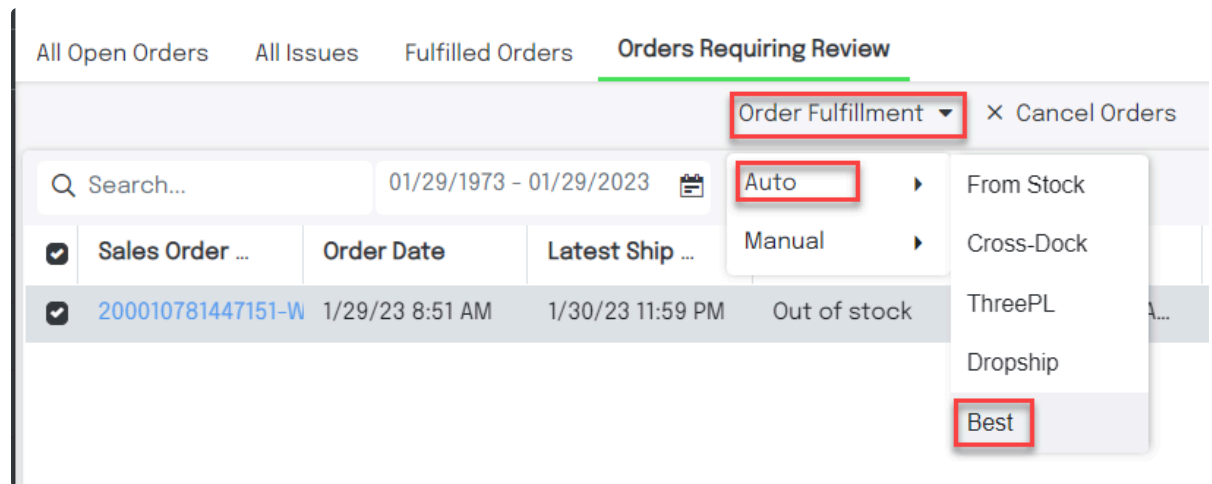 All Open Orders All Issues Fulfilled Orders Orders Requiring Review
Order Fulfillment × Cancel Orders
Search... 01/29/1973 - 01/29/2023 Auto From Stock
Manual Cross-Dock
Sales Order ... Order Date Latest Ship ...
200010781447151-W 1/29/23 8:51 AM 1/30/23 11:59 PM Out of stock ThreePL A...
Dropship
Best